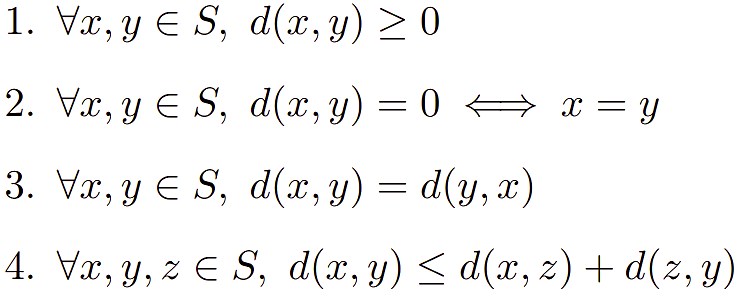 1. ∀x, y ∈ S, d(x, y) ≥ 0
2. ∀x, y ∈ S, d(x, y) = 0 ⟺ x = y
3. ∀x, y ∈ S, d(x, y) = d(y, x)
4. ∀x, y, z ∈ S, d(x, y) ≤ d(x, z) + d(z, y)